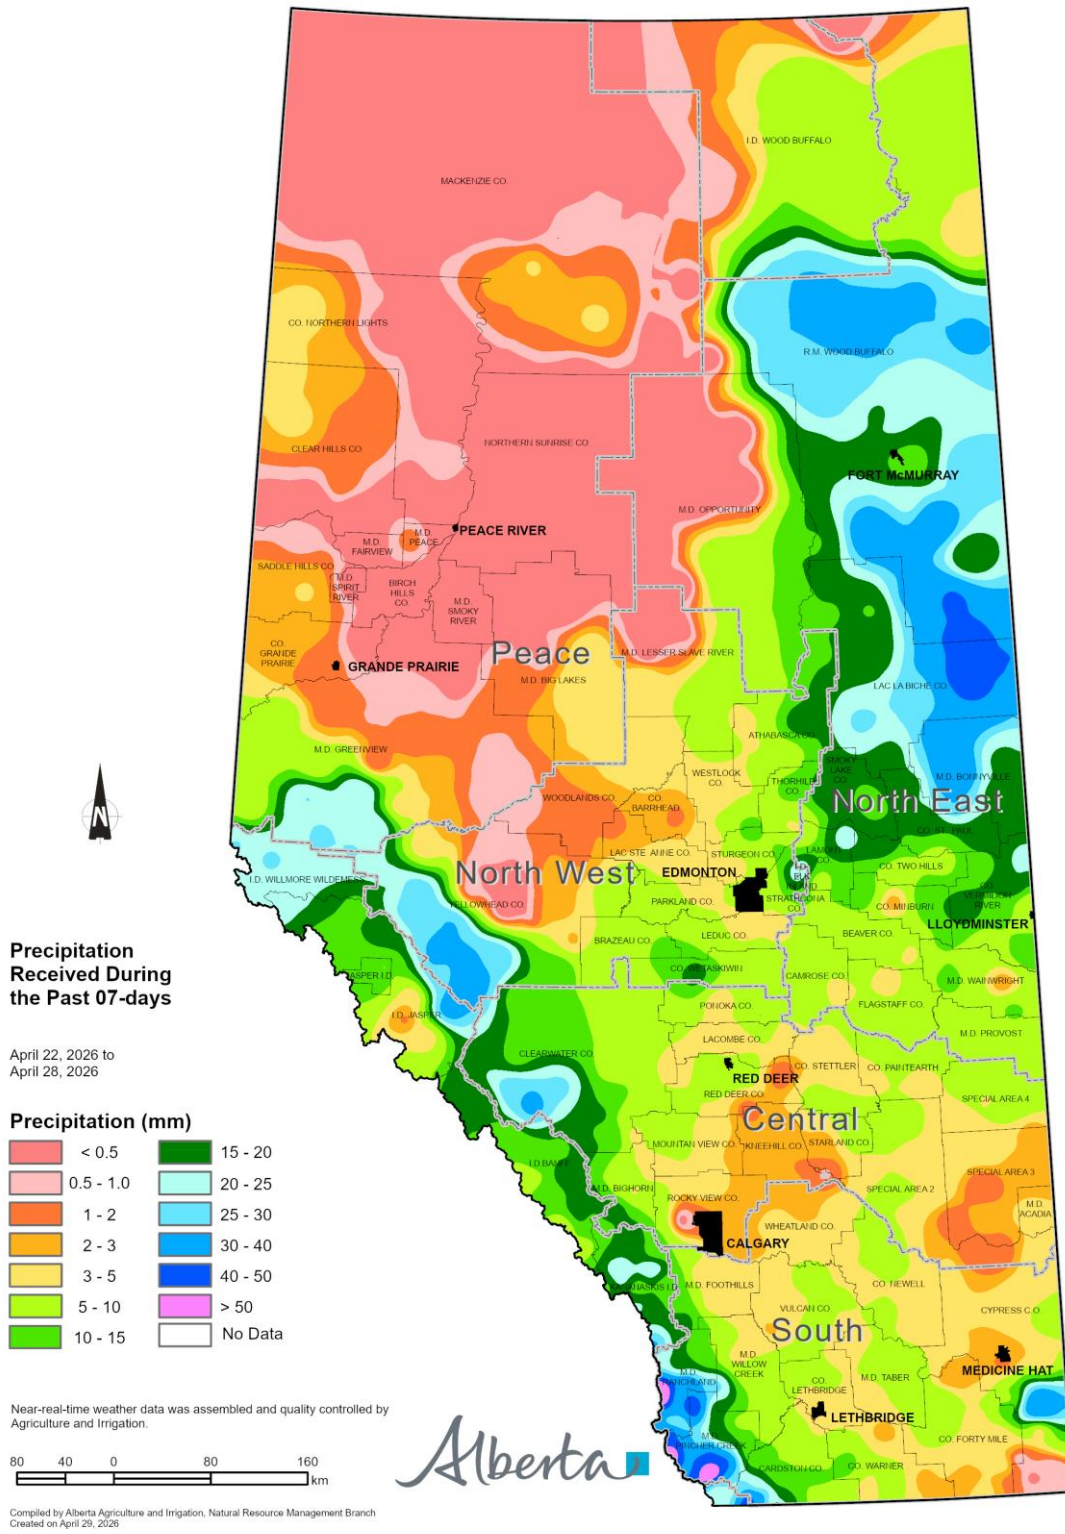 MACKENZIE CO.
I.D. WOOD BUFFALO
CO. NORTHERN LIGHTS
R.M. WOOD BUFFALO
CLEAR HILLS CO.
NORTHERN SUNRISE CO.
FORT McMURRAY
M.D. OPPORTUNITY
PEACE RIVER
M.D.
PEACE
M.D.
FAIRVIEW
SADDLE HILLS CO.
M.D.
SPIRIT
RIVER
BIRCH
HILLS
CO.
M.D.
SMOKY
RIVER
CO.
GRANDE
PRAIRIE
GRANDE PRAIRIE
Peace
M.D. LESSER SLAVE RIVER
M.D. BIG LAKES
LAC LA BICHE CO.
M.D. GREENVIEW
ATHABASCA CO.
WESTLOCK
CO.
THORHILD
CO.
SMOKY
LAKE
CO.
M.D. BONNYVILLE
WOODLANDS CO.
CO.
BARRHEAD
North East
CO. ST. PAUL
LAC STE. ANNE CO.
STURGEON CO.
LAMONT
CO.
CO. TWO HILLS
North West
EDMONTON
I.D.
ELK
ISLAND
I.D. WILLMORE WILDERNESS
YELLOWHEAD CO.
PARKLAND CO.
STRATHCONA
CO.
CO. MINBURN
CO.
VERMILION
RIVER
LLOYDMINSTER
BRAZEAU CO.
LEDUC CO.
BEAVER CO.
Precipitation
Received During
the Past 07-days
JASPER I.D.
CO. WETASKIWIN
CAMROSE CO.
M.D. WAINWRIGHT
I.D. JASPER
PONOKA CO.
FLAGSTAFF CO.
M.D. PROVOST
April 22, 2026 to
April 28, 2026
CLEARWATER CO.
LACOMBE CO.
CO. STETTLER
CO. PAINTEARTH
RED DEER
RED DEER CO.
SPECIAL AREA 4
Central
Precipitation (mm)
< 0.5
0.5 - 1.0
1 - 2
2 - 3
3 - 5
5 - 10
10 - 15
15 - 20
20 - 25
25 - 30
30 - 40
40 - 50
> 50
No Data
MOUNTAIN VIEW CO.
KNEEHILL CO.
STARLAND CO.
I.D. BANFF
M.D. BIGHORN
SPECIAL AREA 3
SPECIAL AREA 2
ROCKY VIEW CO.
M.D.
ACADIA
WHEATLAND CO.
CALGARY
KANANASKIS I.D.
M.D. FOOTHILLS
CO. NEWELL
VULCAN CO.
CYPRESS C.O
South
M.D.
WILLOW
CREEK
MEDICINE HAT
M.D.
RANCHLAND
CO.
LETHBRIDGE
M.D. TABER
LETHBRIDGE
M.D.
PINCHER CREEK
CO. FORTY MILE
CARDSTON CO.
CO. WARNER
Near-real-time weather data was assembled and quality controlled by
Agriculture and Irrigation.
Alberta
N
80 40 0 80 160
km
Compiled by Alberta Agriculture and Irrigation, Natural Resource Management Branch
Created on April 29, 2026